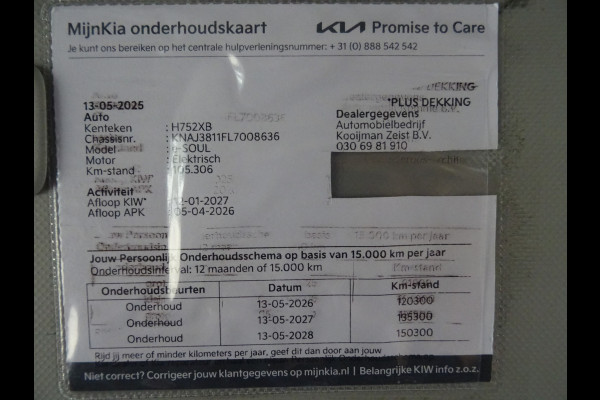 MijnKia onderhoudskaart
KIA Promise to Care
Je kunt ons bereiken op het centrale hulpverleningsnummer: + 31 (0) 888 542 542
13-05-2025
*PLUS DEKKING
Auto
Dealergegevens
Kenteken : H752XB
Automobielbedrijf
Chassisnr. : KNAJ3811FL7008636
Kooijman Zeist B.V.
Model : e-SOUL
030 69 81 910
Motor : Elektrisch
Km-stand : 105.306
Activiteit
Afloop KIW* : 12-01-2027
Afloop APK : 05-04-2026
Jouw Persoonlijk Onderhoudsschema op basis van 15.000 km per jaar
Onderhoudsinterval: 12 maanden of 15.000 km
Onderhoudsbeurten Datum Km-stand
Onderhoud 13-05-2026 120300
Onderhoud 13-05-2027 135300
Onderhoud 13-05-2028 150300
Rijd jij meer of minder kilometers per jaar, geef dit dan door aan jouw
Niet correct? Corrigeer jouw klantgegevens op mijnkia.nl | Belangrijke KIW info z.o.z.